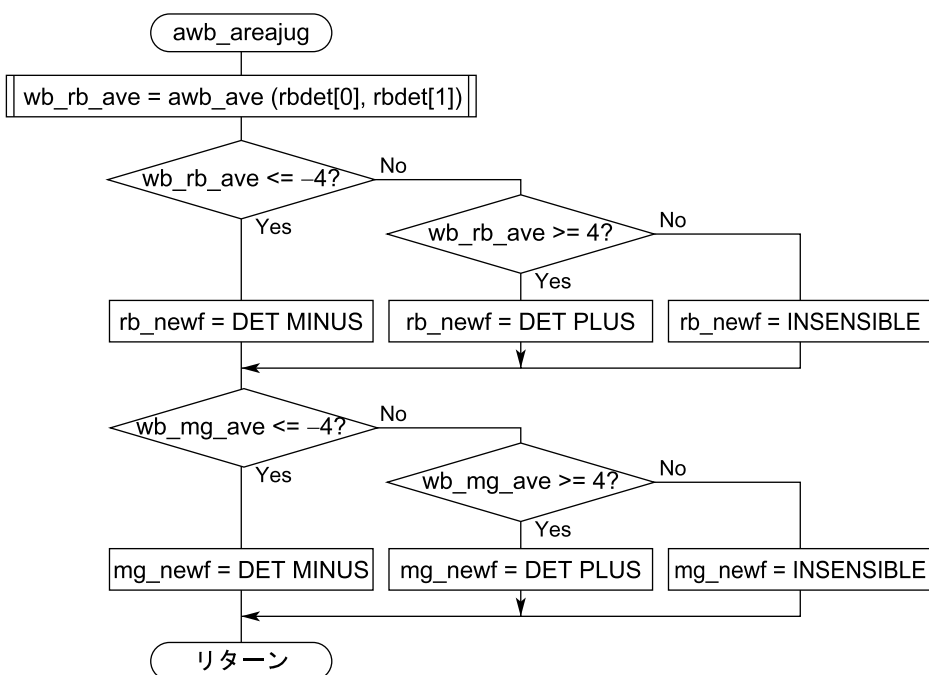 awb_areajug
wb_rb_ave = awb_ave (rbdet[0], rbdet[1])
wb_rb_ave <= –4?
No
Yes
wb_rb_ave >= 4?
No
Yes
rb_newf = DET MINUS
rb_newf = DET PLUS
rb_newf = INSENSIBLE
wb_mg_ave <= –4?
No
Yes
wb_mg_ave >= 4?
No
Yes
mg_newf = DET MINUS
mg_newf = DET PLUS
mg_newf = INSENSIBLE
リターン